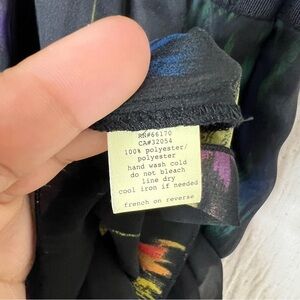 RN#66170
CA#32054
100% polyester/
polyester
hand wash cold
do not bleach
line dry
cool iron if needed
french on reverse